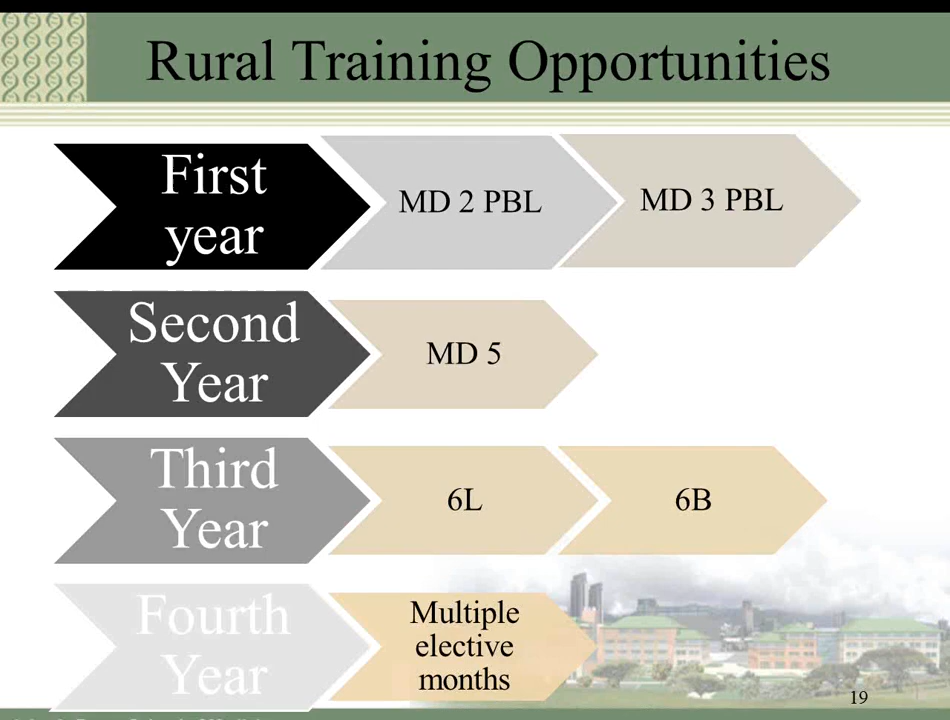 Rural Training Opportunities
First
year
MD 2 PBL
MD 3 PBL
Second
Year
MD 5
Third
Year
6L
6B
Fourth
Year
Multiple
elective
months
19